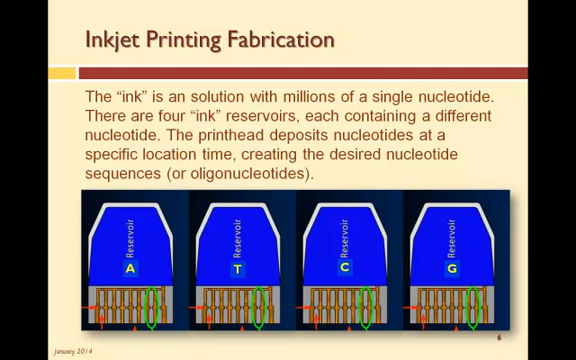 Inkjet Printing Fabrication
The “ink” is an solution with millions of a single nucleotide.
There are four “ink” reservoirs, each containing a different
nucleotide. The printhead deposits nucleotides at a
specific location time, creating the desired nucleotide
sequences (or oligonucleotides).
Reservoir
A
Reservoir
T
Reservoir
C
Reservoir
G
6
January 2014